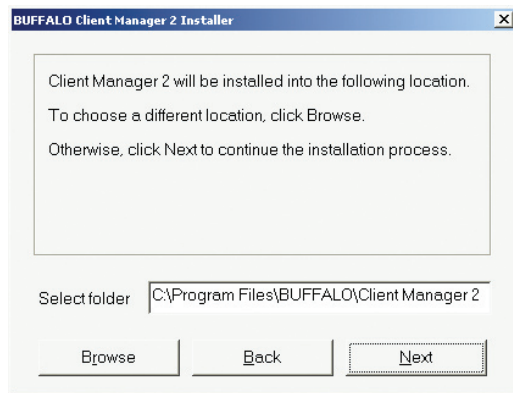 BUFFALO Client Manager 2 Installer
Client Manager 2 will be installed into the following location.
To choose a different location, click Browse.
Otherwise, click Next to continue the installation process.
Select folder
C:\Program Files\BUFFALO\Client Manager 2
Browse
Back
Next